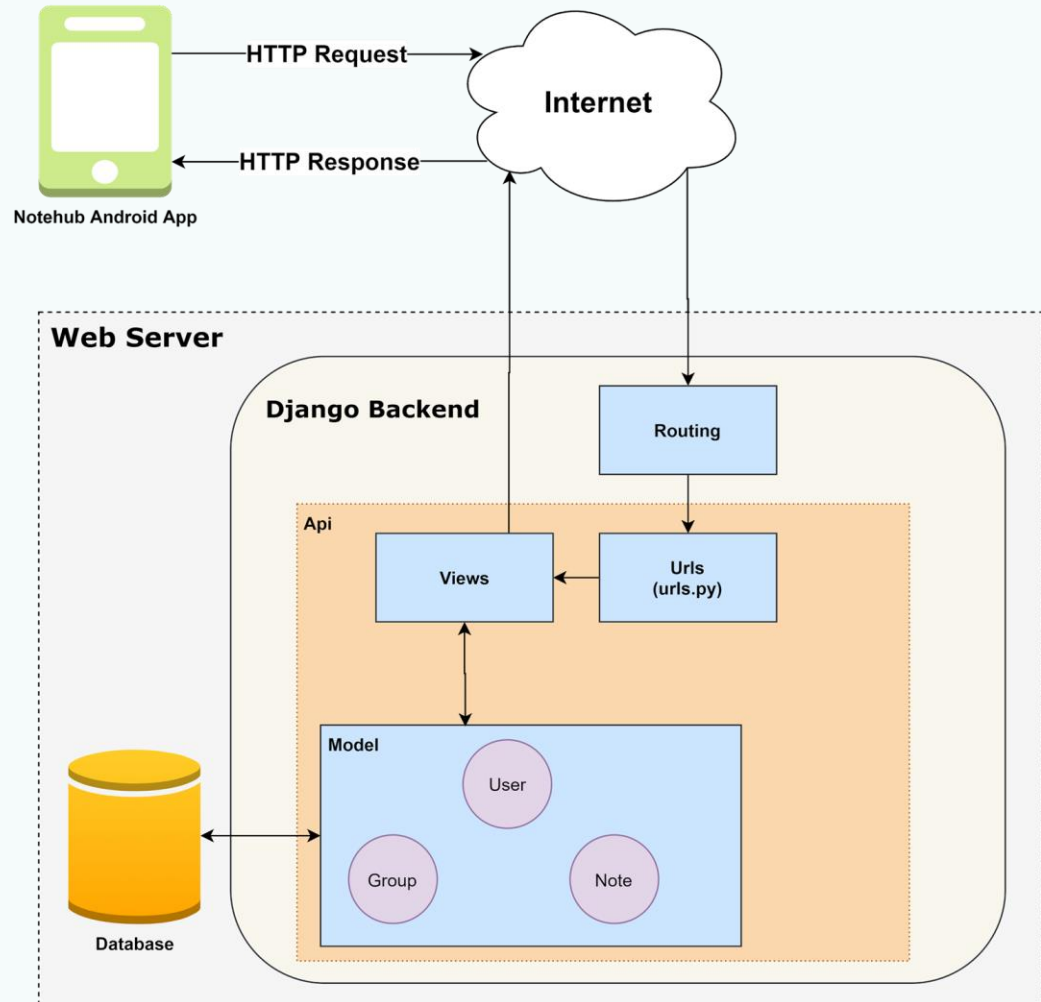 HTTP Request
Internet
HTTP Response
Notehub Android App
Web Server
Django Backend
Routing
Api
Views
Urls
(urls.py)
Model
User
Group
Note
Database